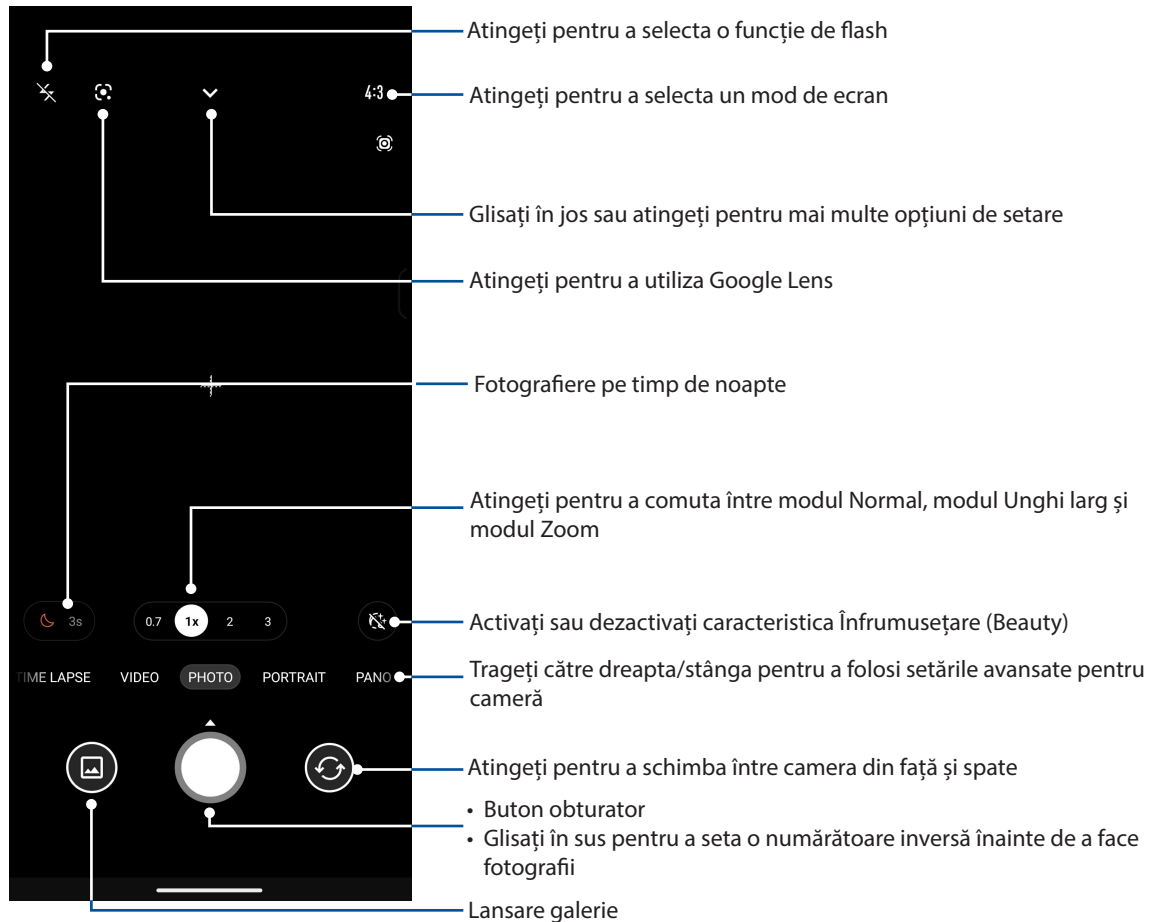 Atingeți pentru a selecta o funcție de flash
4:3
Atingeți pentru a selecta un mod de ecran
Glisați în jos sau atingeți pentru mai multe opțiuni de setare
Atingeți pentru a utiliza Google Lens
Fotografiere pe timp de noapte
Atingeți pentru a comuta între modul Normal, modul Unghi larg și
modul Zoom
3s 0.7 1x 2 3
Activați sau dezactivați caracteristica Înfrumusețare (Beauty)
TIME LAPSE VIDEO PHOTO PORTRAIT PANO
Trageți către dreapta/stânga pentru a folosi setările avansate pentru
cameră
Atingeți pentru a schimba între camera din față și spate
• Buton obturator
• Glisați în sus pentru a seta o numărătoare inversă înainte de a face
fotografii
Lansare galerie